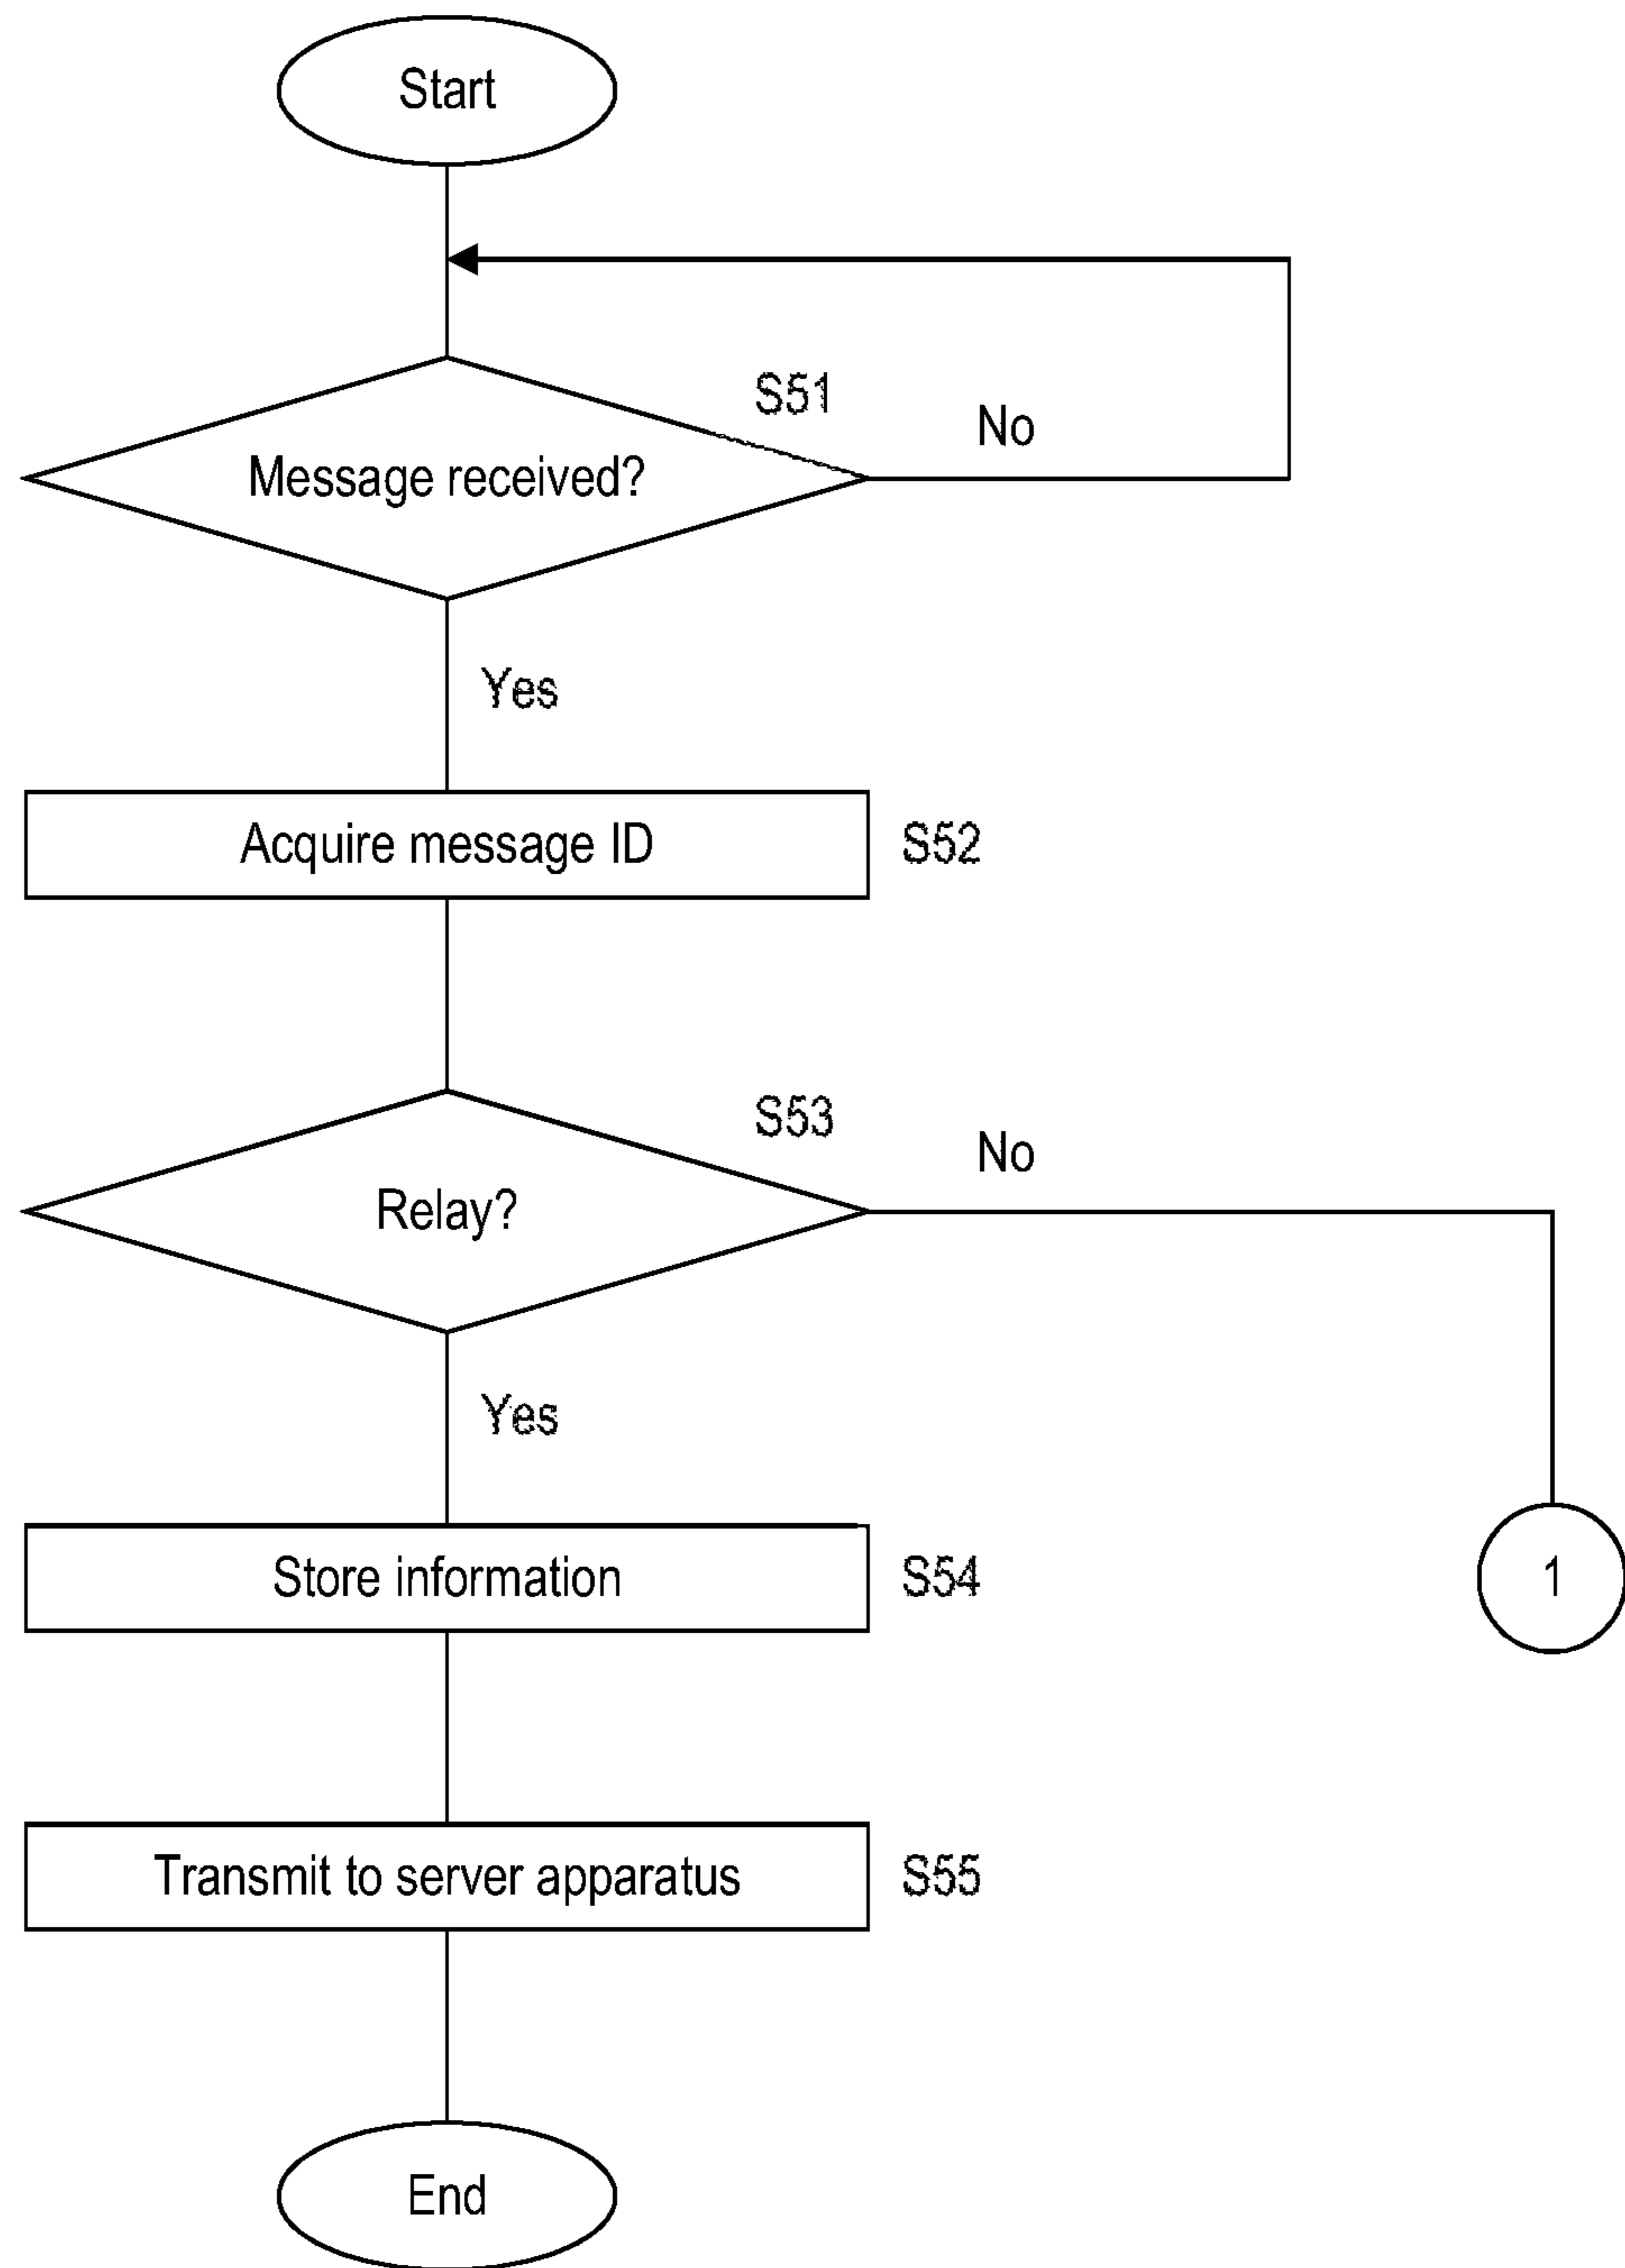 Start
S51
No
Message received?
Yes
Acquire message ID
S52
S53
No
Relay?
Yes
Store information
S54
1
Transmit to server apparatus
S55
End